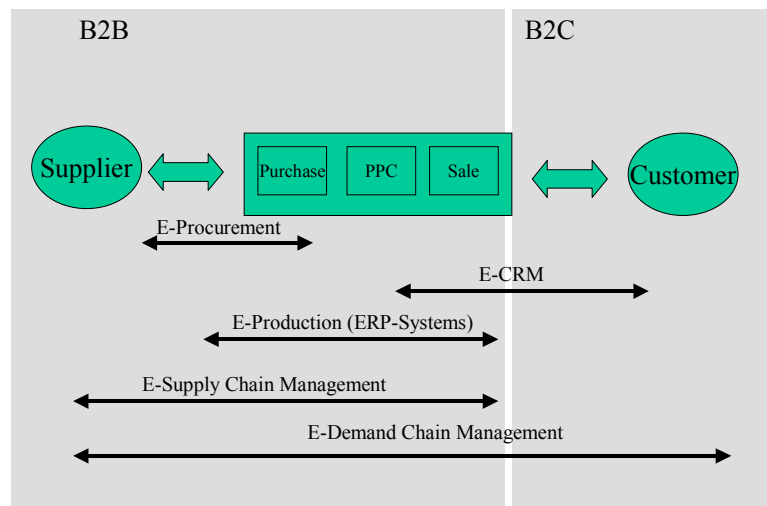 B2B
B2C
Supplier
Purchase
PPC
Sale
Customer
E-Procurement
E-CRM
E-Production (ERP-Systems)
E-Supply Chain Management
E-Demand Chain Management